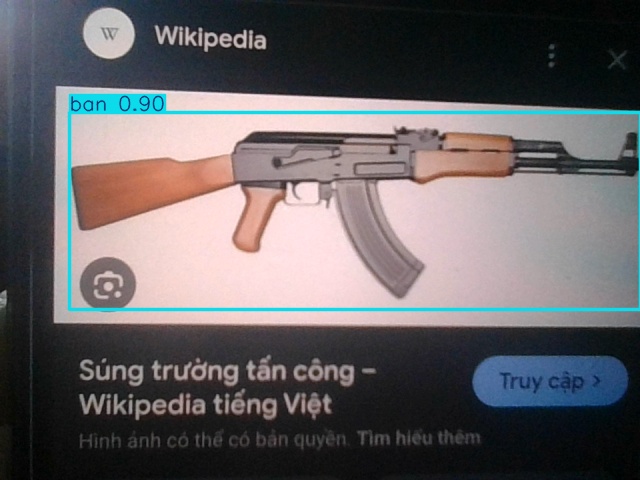 W
Wikipedia
ban 0.90
Súng trường tấn công –
Wikipedia tiếng Việt
Truy cập >
Hình ảnh có thể có bản quyền. Tìm hiểu thêm